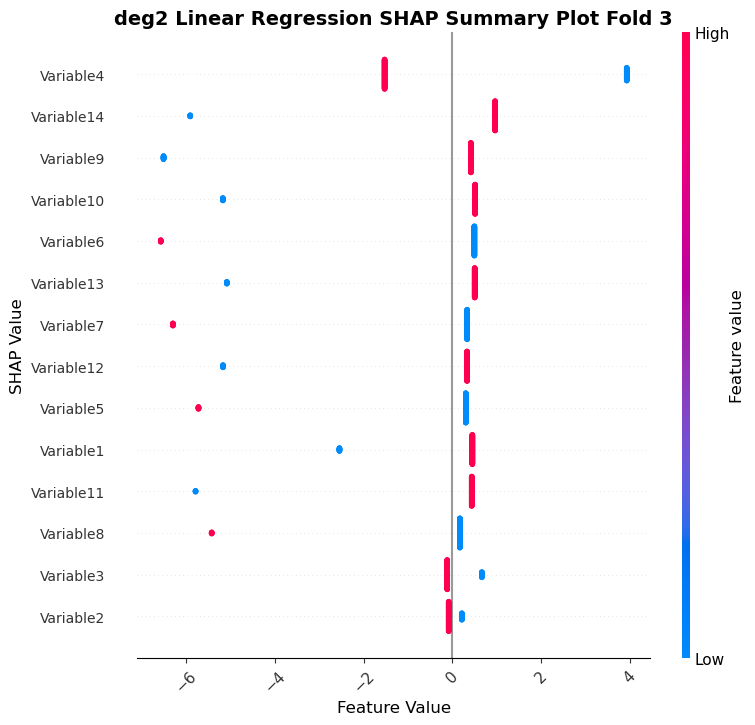 deg2 Linear Regression SHAP Summary Plot Fold 3
High
Variable4
Variable14
Variable9
Variable10
Variable6
Variable13
Variable7
Variable12
Variable5
Variable1
Variable11
Variable8
Variable3
Variable2
SHAP Value
Feature value
Low
−6 −4 −2 0 2 4
Feature Value